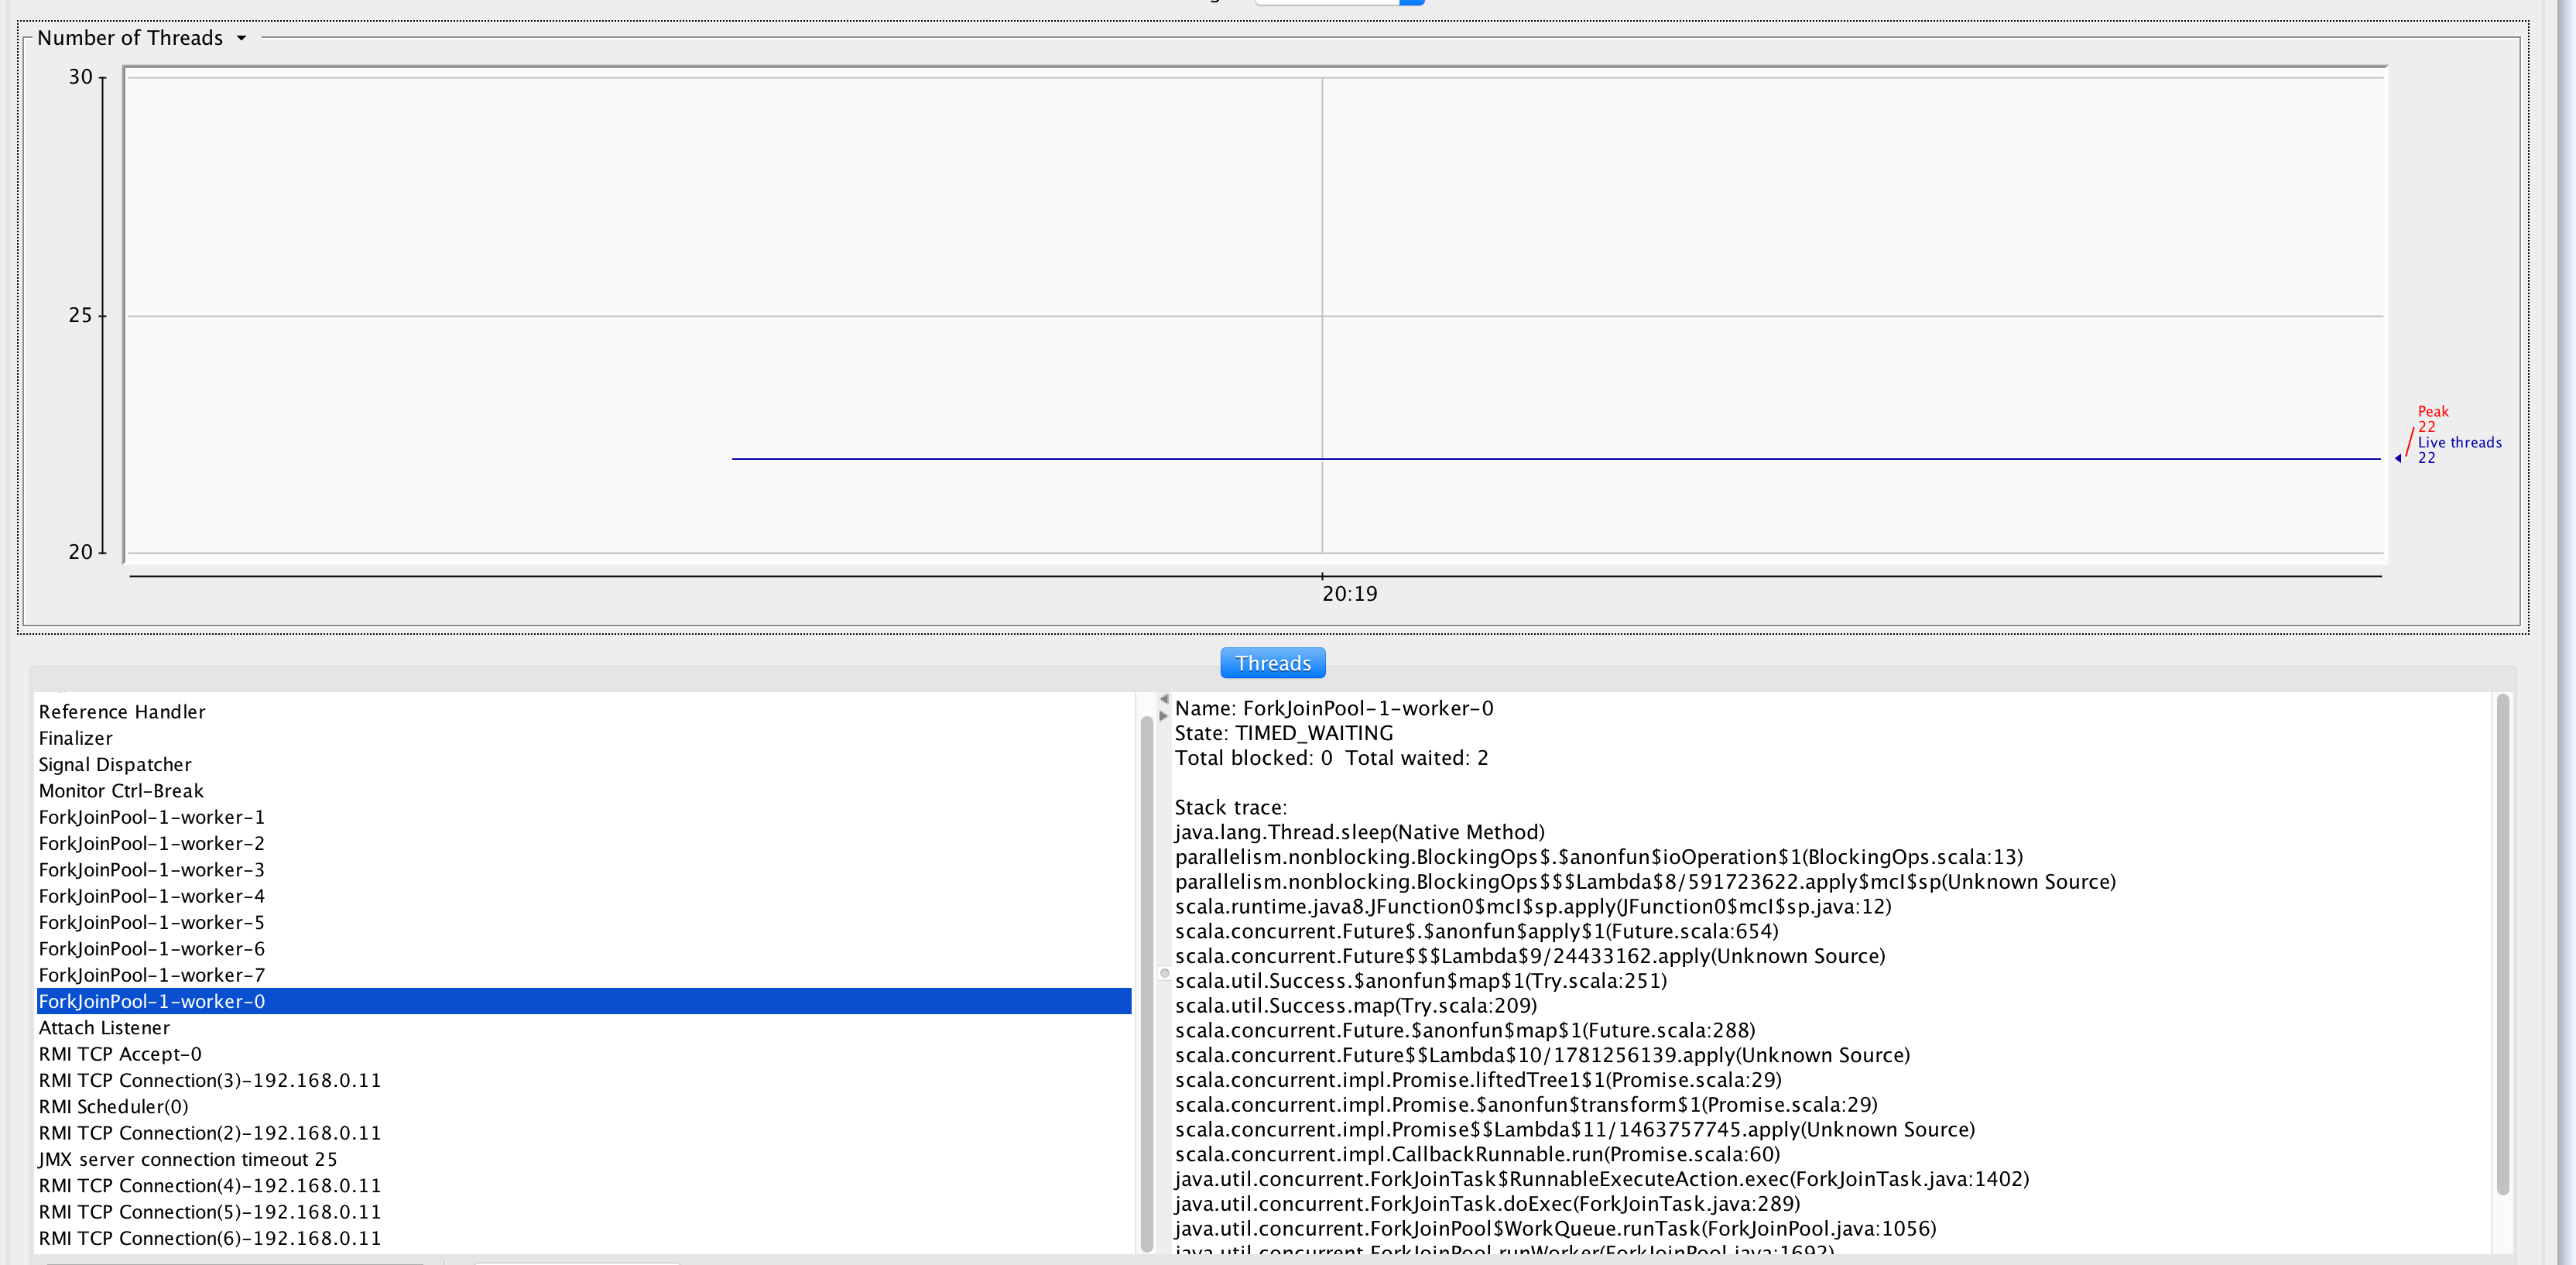 Number of Threads
30
25
20
Peak
22
Live threads
22
20:19
Threads
Reference Handler
Finalizer
Signal Dispatcher
Monitor Ctrl-Break
ForkJoinPool-1-worker-1
ForkJoinPool-1-worker-2
ForkJoinPool-1-worker-3
ForkJoinPool-1-worker-4
ForkJoinPool-1-worker-5
ForkJoinPool-1-worker-6
ForkJoinPool-1-worker-7
ForkJoinPool-1-worker-0
Attach Listener
RMI TCP Accept-0
RMI TCP Connection(3)-192.168.0.11
RMI Scheduler(0)
RMI TCP Connection(2)-192.168.0.11
JMX server connection timeout 25
RMI TCP Connection(4)-192.168.0.11
RMI TCP Connection(5)-192.168.0.11
RMI TCP Connection(6)-192.168.0.11
Name: ForkJoinPool-1-worker-0
State: TIMED_WAITING
Total blocked: 0  Total waited: 2
Stack trace:
java.lang.Thread.sleep(Native Method)
parallelism.nonblocking.BlockingOps$.$anonfun$ioOperation$1(BlockingOps.scala:13)
parallelism.nonblocking.BlockingOps$$$Lambda$8/591723622.apply$mcI$sp(Unknown Source)
scala.runtime.java8.JFunction0$mcI$sp.apply(JFunction0$mcI$sp.java:12)
scala.concurrent.Future$.$anonfun$apply$1(Future.scala:654)
scala.concurrent.Future$$$Lambda$9/24433162.apply(Unknown Source)
scala.util.Success.$anonfun$map$1(Try.scala:251)
scala.util.Success.map(Try.scala:209)
scala.concurrent.Future.$anonfun$map$1(Future.scala:288)
scala.concurrent.Future$$Lambda$10/1781256139.apply(Unknown Source)
scala.concurrent.impl.Promise.liftedTree1$1(Promise.scala:29)
scala.concurrent.impl.Promise.$anonfun$transform$1(Promise.scala:29)
scala.concurrent.impl.Promise$$Lambda$11/1463757745.apply(Unknown Source)
scala.concurrent.impl.CallbackRunnable.run(Promise.scala:60)
java.util.concurrent.ForkJoinTask$RunnableExecuteAction.exec(ForkJoinTask.java:1402)
java.util.concurrent.ForkJoinTask.doExec(ForkJoinTask.java:289)
java.util.concurrent.ForkJoinPool$WorkQueue.runTask(ForkJoinPool.java:1056)
java.util.concurrent.ForkJoinPool.runWorker(ForkJoinPool.java:1692)